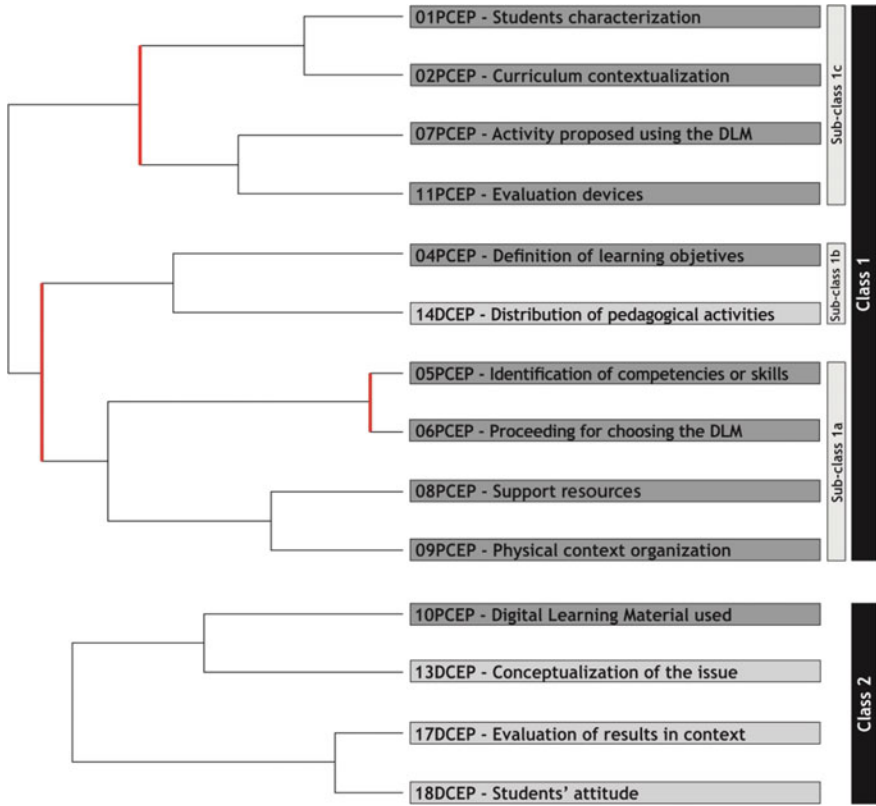 01PCEP - Students characterization
02PCEP - Curriculum contextualization
07PCEP - Activity proposed using the DLM
11PCEP - Evaluation devices
Sub-class 1c
04PCEP - Definition of learning objetives
14DCEP - Distribution of pedagogical activities
Sub-class 1b
05PCEP - Identification of competencies or skills
06PCEP - Proceeding for choosing the DLM
08PCEP - Support resources
09PCEP - Physical context organization
Sub-class 1a
Class 1
10PCEP - Digital Learning Material used
13DCEP - Conceptualization of the issue
17DCEP - Evaluation of results in context
18DCEP - Students' attitude
Class 2